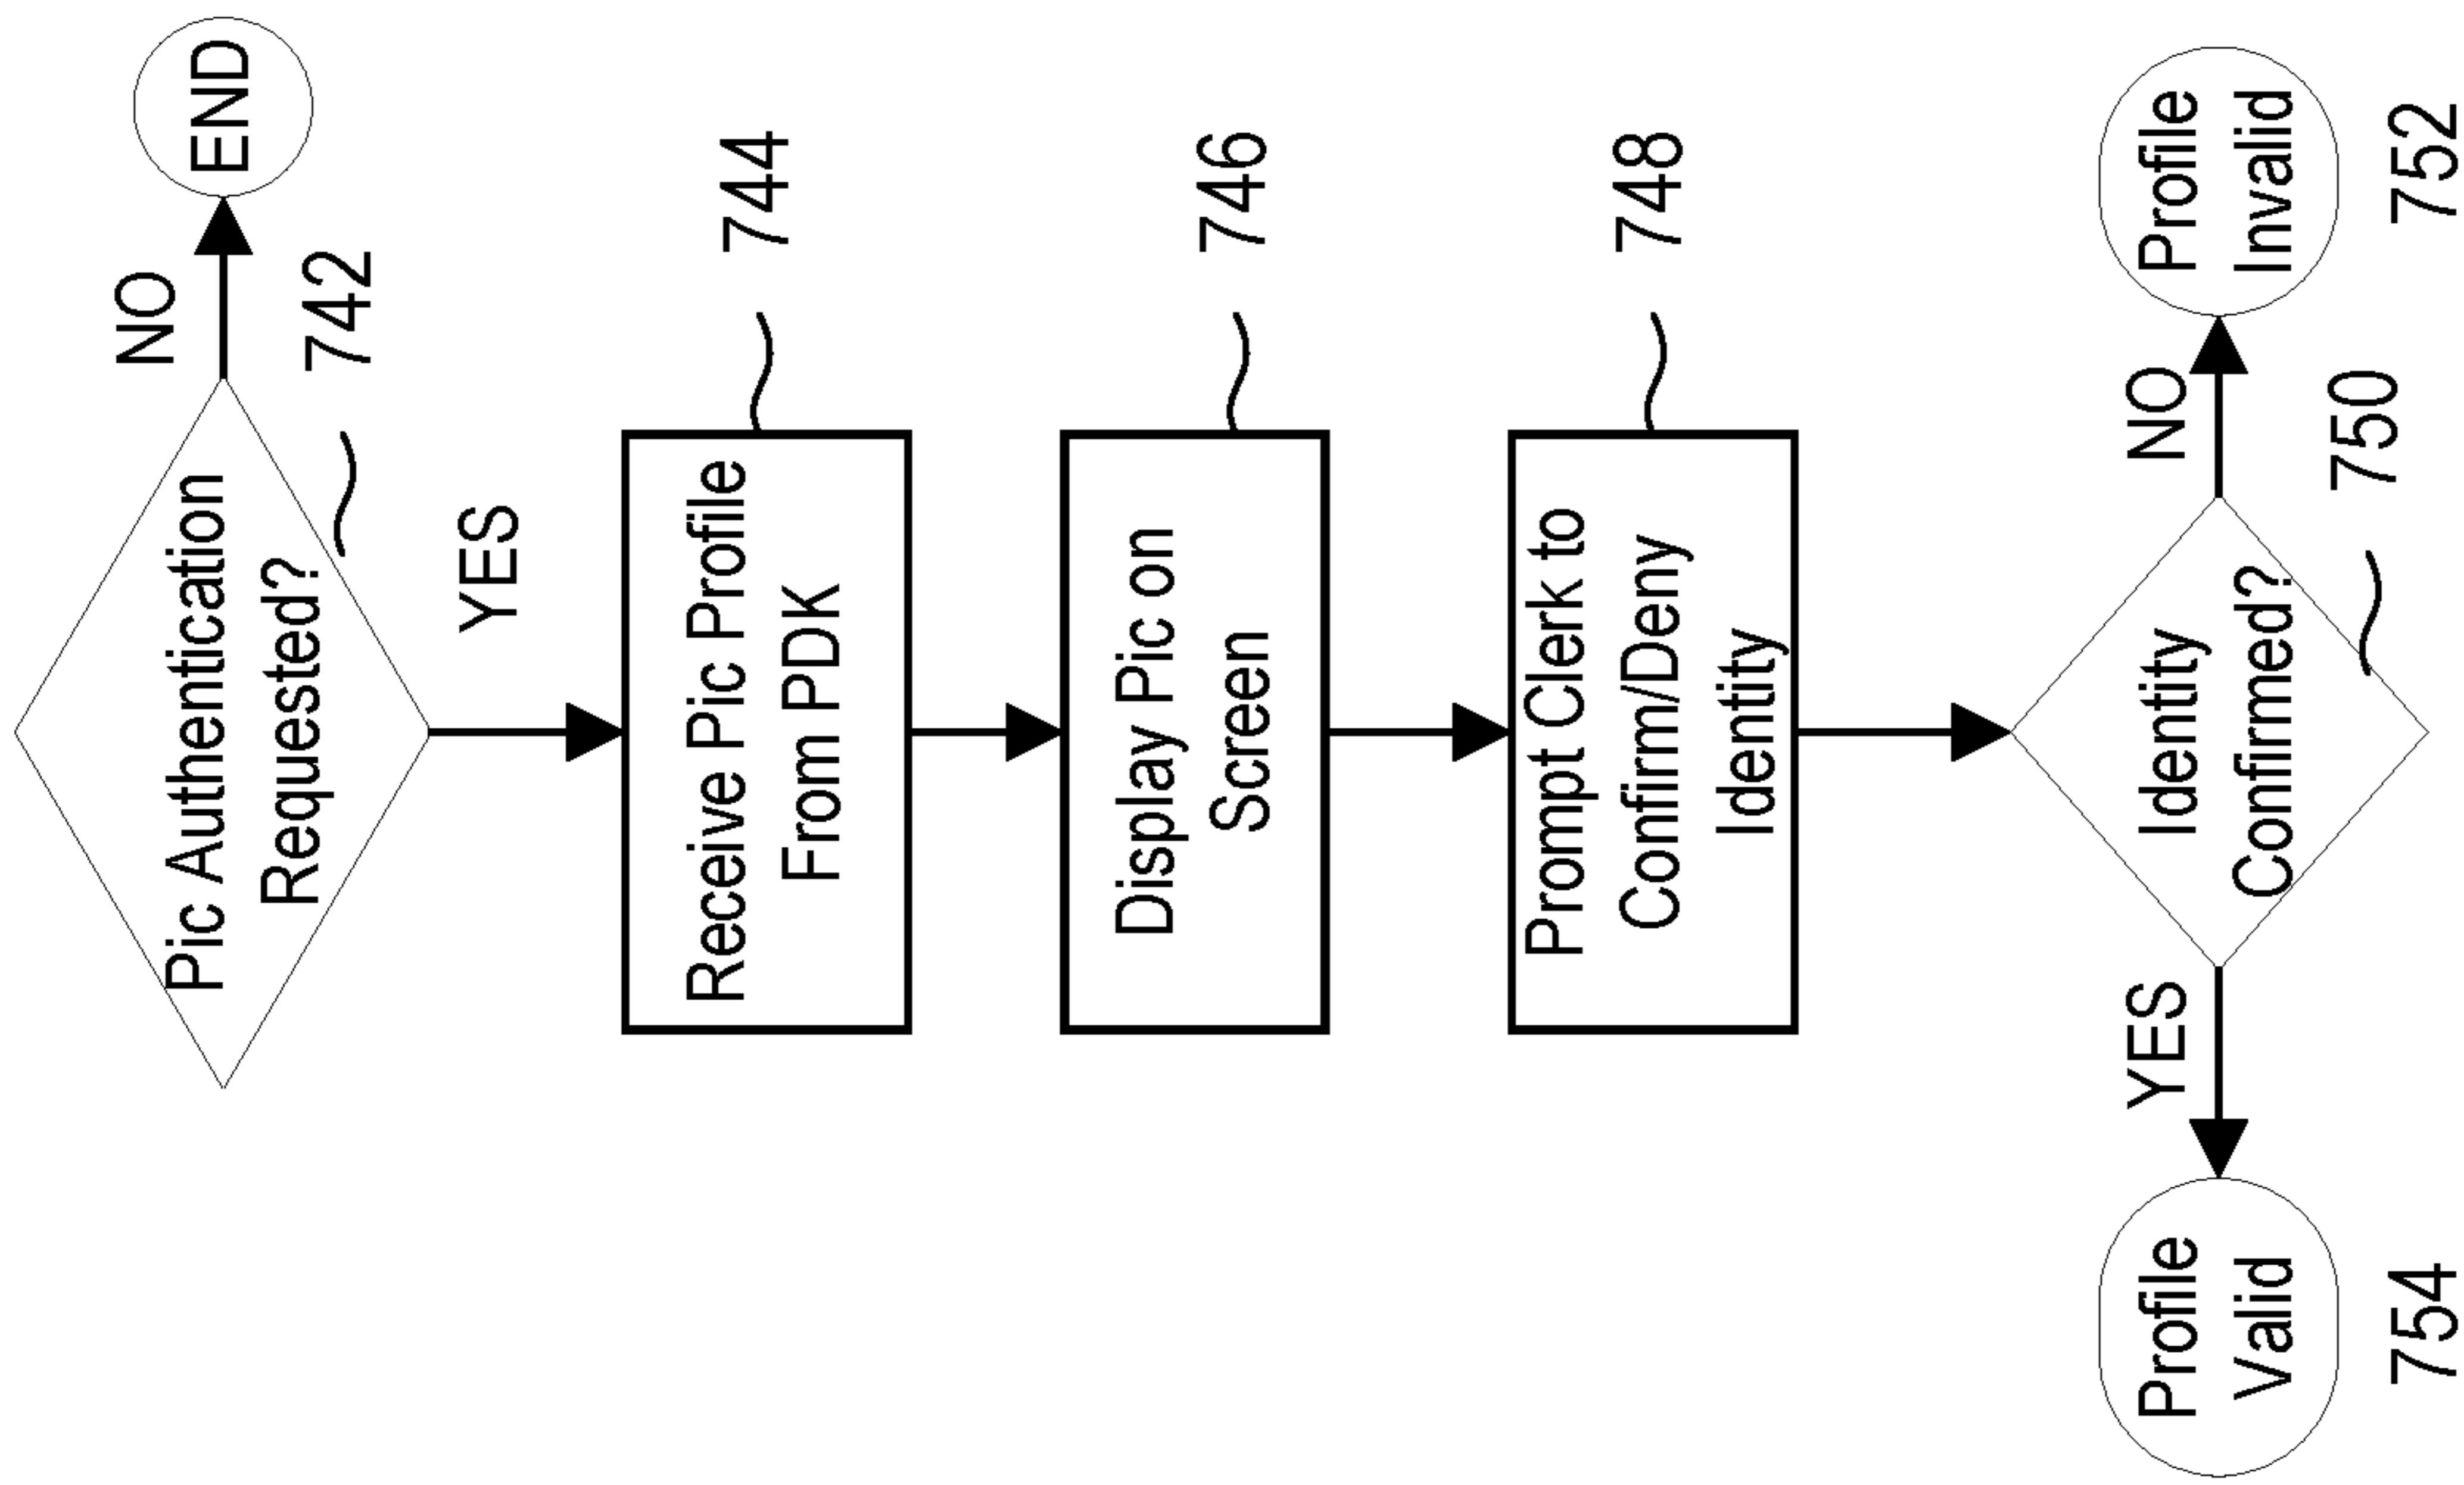 Pic Authentication
Requested?
NO
END
742
YES
Receive Pic Profile
From PDK
744
Display Pic on
Screen
746
Prompt Clerk to
Confirm/Deny
Identity
748
Identity
Confirmed?
750
YES
NO
Profile
Valid
754
Profile
Invalid
752